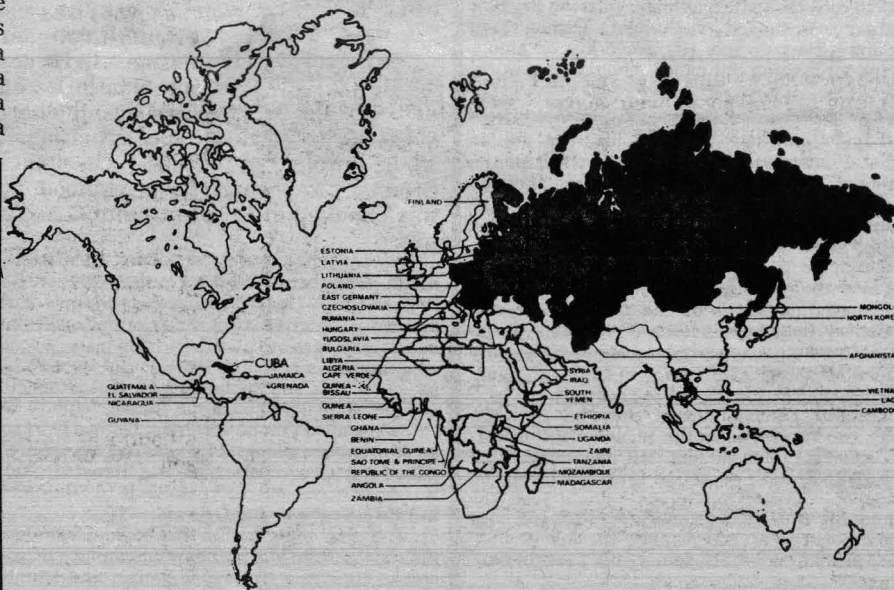 e
s
a
a
a
a
FINLAND
ESTONIA
LATVIA
LITHUANIA
POLAND
EAST GERMANY
CZECHOSLOVAKIA
RUMANIA
HUNGARY
YUGOSLAVIA
BULGARIA
LIBYA
ALGERIA
CAPE VERDE
GUINEA
BISSAU
GUINEA
SIERRA LEONE
GHANA
BENIN
EQUATORIAL GUINEA
SAO TOME & PRINCIPE
REPUBLIC OF THE CONGO
ANGOLA
ZAMBIA
CUBA
JAMAICA
GRENADA
GUATEMALA
EL SALVADOR
NICARAGUA
GUYANA
SYRIA
IRAQ
SOUTH
YEMEN
ETHIOPIA
SOMALIA
UGANDA
ZAIRE
TANZANIA
MOZAMBIQUE
MADAGASCAR
MONGOL
NORTH KORE
AFGHANISTA
VIETNA
LAO
CAMBOD